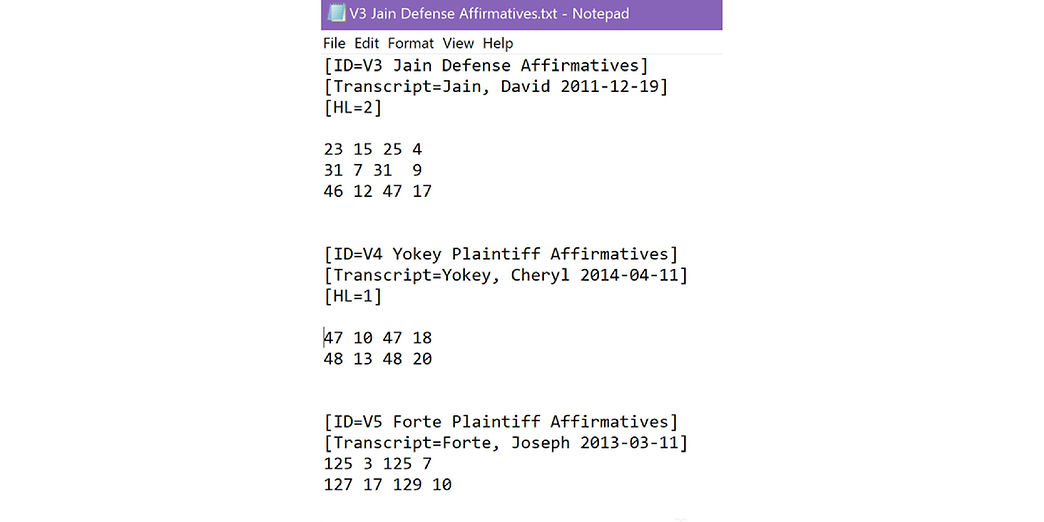 V3 Jain Defense Affirmatives.txt - Notepad
File Edit Format View Help
[ID=V3 Jain Defense Affirmatives]
[Transcript=Jain, David 2011-12-19]
[HL=2]
23 15 25 4
31 7 31  9
46 12 47 17
[ID=V4 Yokey Plaintiff Affirmatives]
[Transcript=Yokey, Cheryl 2014-04-11]
[HL=1]
47 10 47 18
48 13 48 20
[ID=V5 Forte Plaintiff Affirmatives]
[Transcript=Forte, Joseph 2013-03-11]
125 3 125 7
127 17 129 10